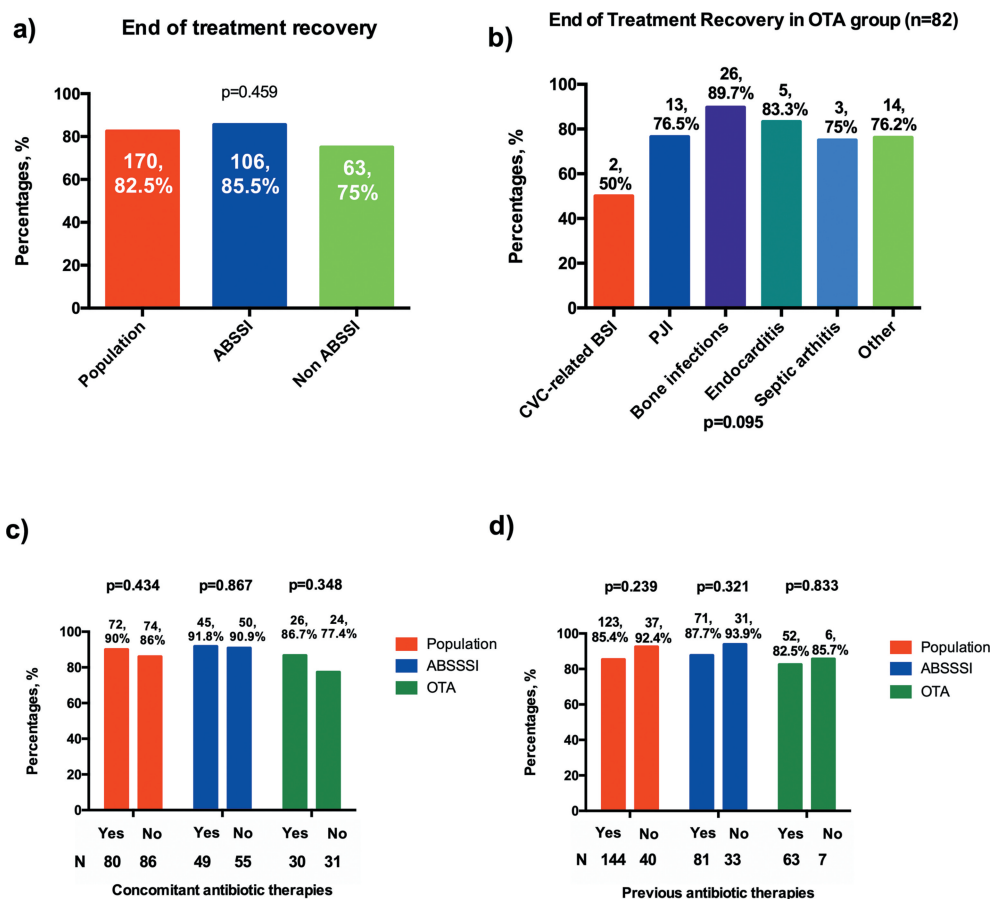 a)
End of treatment recovery
p=0.459
Percentages, %
100
80
60
40
20
0
170,
82.5%
106,
85.5%
63,
75%
Population
ABSSI
Non ABSSI
b)
End of Treatment Recovery in OTA group (n=82)
Percentages, %
100
80
60
40
20
0
2,
50%
13,
76.5%
26,
89.7%
5,
83.3%
3,
75%
14,
76.2%
CVC-related BSI
PJI
Bone infections
Endocarditis
Septic arthitis
Other
p=0.095
c)
p=0.434 p=0.867 p=0.348
Percentages, %
100
80
60
40
20
0
72,
90%
74,
86%
45,
91.8%
50,
90.9%
26,
86.7%
24,
77.4%
Population
ABSSSI
OTA
Yes No Yes No Yes No
N 80 86 49 55 30 31
Concomitant antibiotic therapies
d)
p=0.239 p=0.321 p=0.833
Percentages, %
100
80
60
40
20
0
123,
85.4%
37,
92.4%
71,
87.7%
31,
93.9%
52,
82.5%
6,
85.7%
Population
ABSSSI
OTA
Yes No Yes No Yes No
N 144 40 81 33 63 7
Previous antibiotic therapies